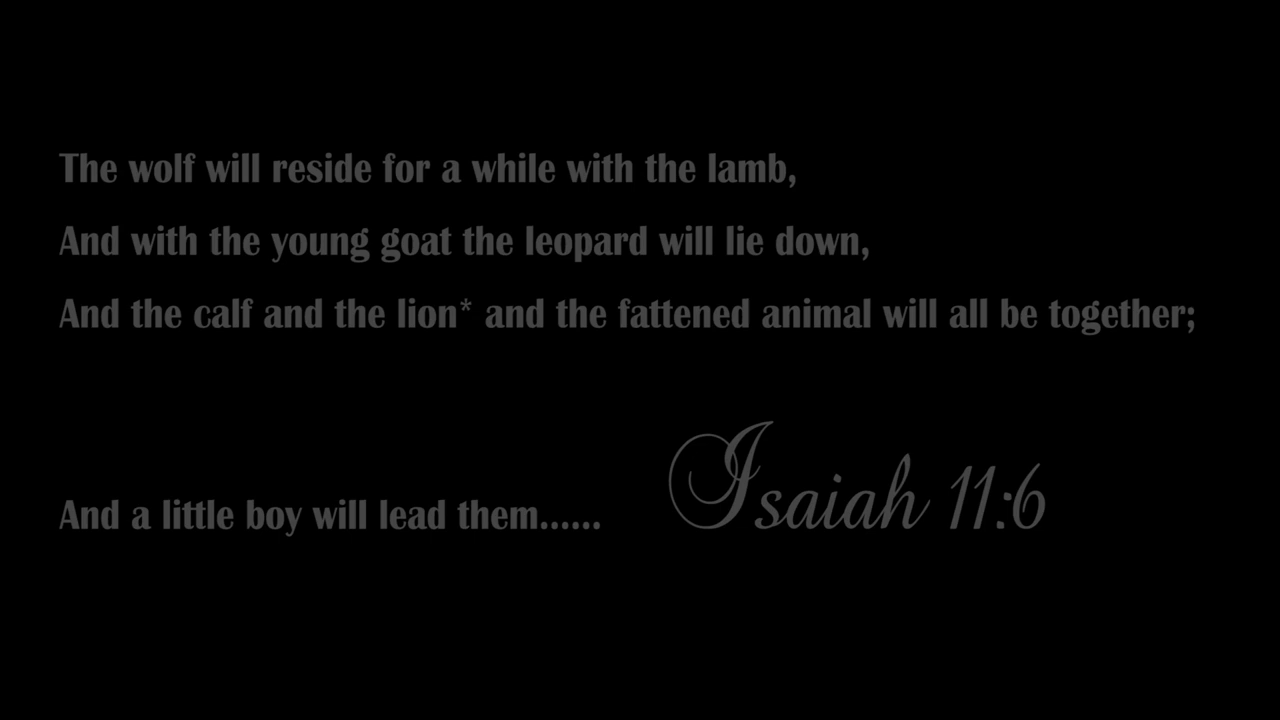 The wolf will reside for a while with the lamb,
And with the young goat the leopard will lie down,
And the calf and the lion* and the fattened animal will all be together;
And a little boy will lead them...... Isaiah 11:6